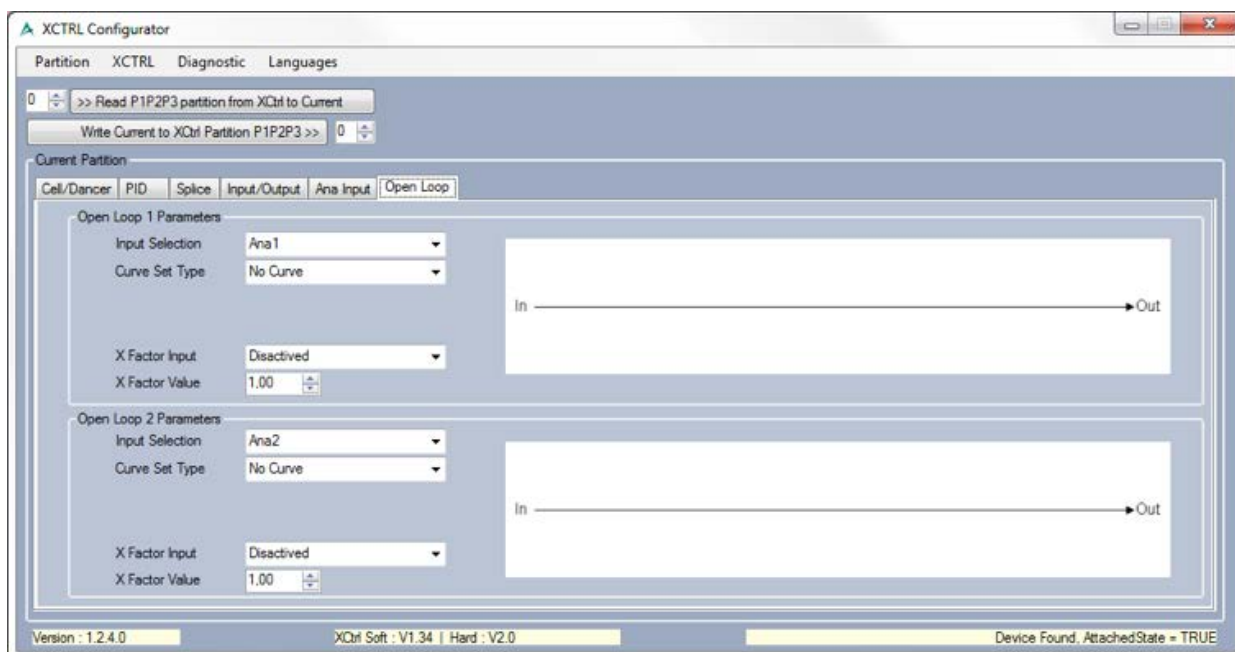 XCTRL Configurator
Partition XCTRL Diagnostic Languages
0 >> Read P1P2P3 partition from XCtrl to Current
Write Current to XCtrl Partition P1P2P3 >> 0
Current Partition
Cell/Dancer PID Splice Input/Output Ana Input Open Loop
Open Loop 1 Parameters
Input Selection Ana1
Curve Set Type No Curve
In Out
X Factor Input Disactived
X Factor Value 1,00
Open Loop 2 Parameters
Input Selection Ana2
Curve Set Type No Curve
In Out
X Factor Input Disactived
X Factor Value 1,00
Version : 1.2.4.0 XCtrl Soft : V1.34 | Hard : V2.0 Device Found, AttachedState = TRUE